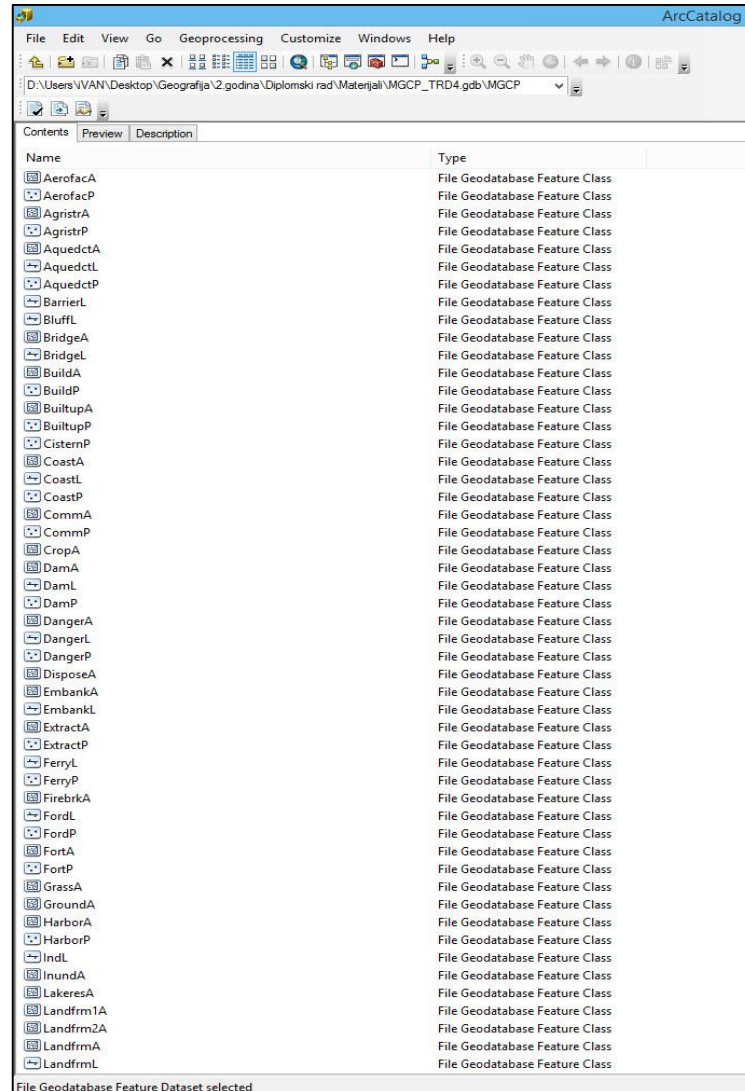 ArcCatalog
File Edit View Go Geoprocessing Customize Windows Help
D:\Users\IVAN\Desktop\Geografija\2.godina\Diplomski rad\Materijali\MGCP_TRD4.gdb\MGCP
Contents Preview Description
Name Type
AerofacA File Geodatabase Feature Class
AerofacP File Geodatabase Feature Class
AgristrA File Geodatabase Feature Class
AgristrP File Geodatabase Feature Class
AquedctA File Geodatabase Feature Class
AquedctL File Geodatabase Feature Class
AquedctP File Geodatabase Feature Class
BarrierL File Geodatabase Feature Class
BluffL File Geodatabase Feature Class
BridgeA File Geodatabase Feature Class
BridgeL File Geodatabase Feature Class
BuildA File Geodatabase Feature Class
BuildP File Geodatabase Feature Class
BuiltupA File Geodatabase Feature Class
BuiltupP File Geodatabase Feature Class
CisternP File Geodatabase Feature Class
CoastA File Geodatabase Feature Class
CoastL File Geodatabase Feature Class
CoastP File Geodatabase Feature Class
CommA File Geodatabase Feature Class
CommP File Geodatabase Feature Class
CropA File Geodatabase Feature Class
DamA File Geodatabase Feature Class
DamL File Geodatabase Feature Class
DamP File Geodatabase Feature Class
DangerA File Geodatabase Feature Class
DangerL File Geodatabase Feature Class
DangerP File Geodatabase Feature Class
DisposeA File Geodatabase Feature Class
EmbankA File Geodatabase Feature Class
EmbankL File Geodatabase Feature Class
ExtractA File Geodatabase Feature Class
ExtractP File Geodatabase Feature Class
FerryL File Geodatabase Feature Class
FerryP File Geodatabase Feature Class
FirebrkA File Geodatabase Feature Class
FordL File Geodatabase Feature Class
FordP File Geodatabase Feature Class
FortA File Geodatabase Feature Class
FortP File Geodatabase Feature Class
GrassA File Geodatabase Feature Class
GroundA File Geodatabase Feature Class
HarborA File Geodatabase Feature Class
HarborP File Geodatabase Feature Class
IndL File Geodatabase Feature Class
InundA File Geodatabase Feature Class
LakeresA File Geodatabase Feature Class
Landfrm1A File Geodatabase Feature Class
Landfrm2A File Geodatabase Feature Class
LandfrmA File Geodatabase Feature Class
LandfrmL File Geodatabase Feature Class
File Geodatabase Feature Dataset selected